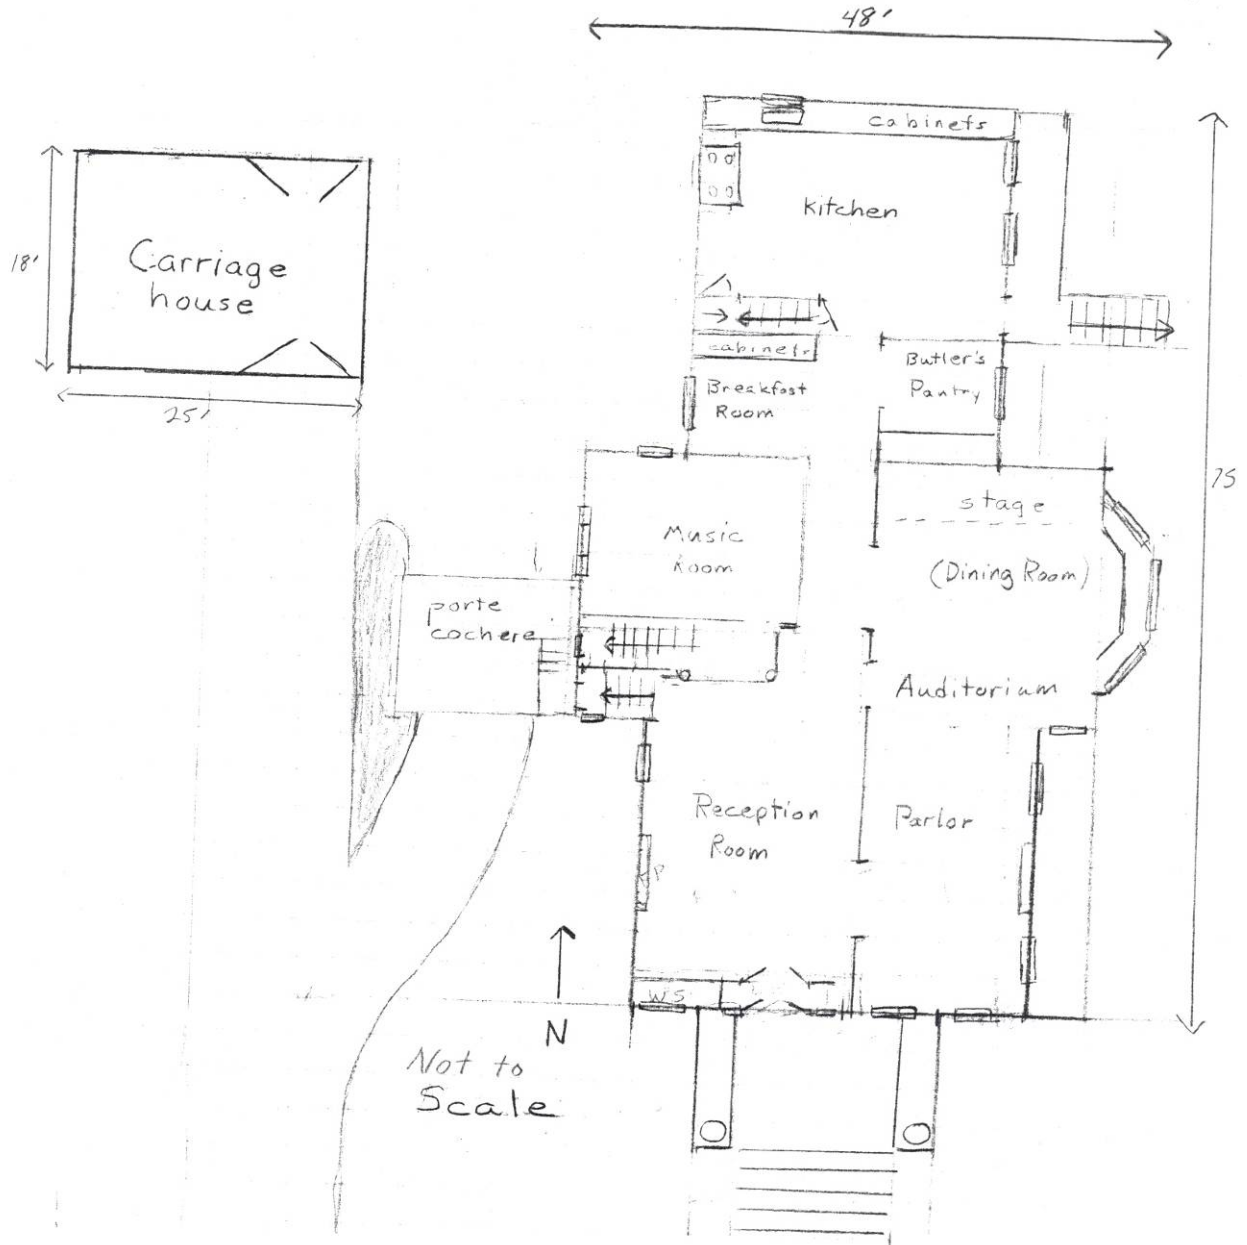 48'
cabinets
kitchen
Carriage
house
18'
25'
cabinets
Butler's
Pantry
Breakfast
Room
75
stage
Music
Room
(Dining Room)
porte
cochere
Auditorium
Reception
Room
Parlor
WS
N
Not to
Scale